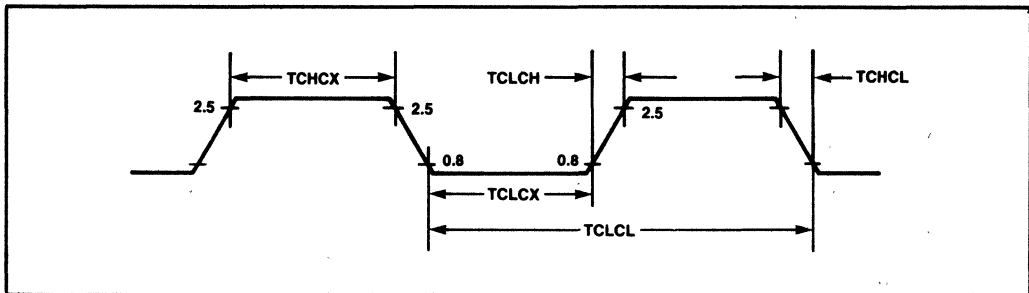 TCHCX TCLCH TCHCL
2.5 2.5 2.5
0.8 0.8
TCLCX
TCLCL